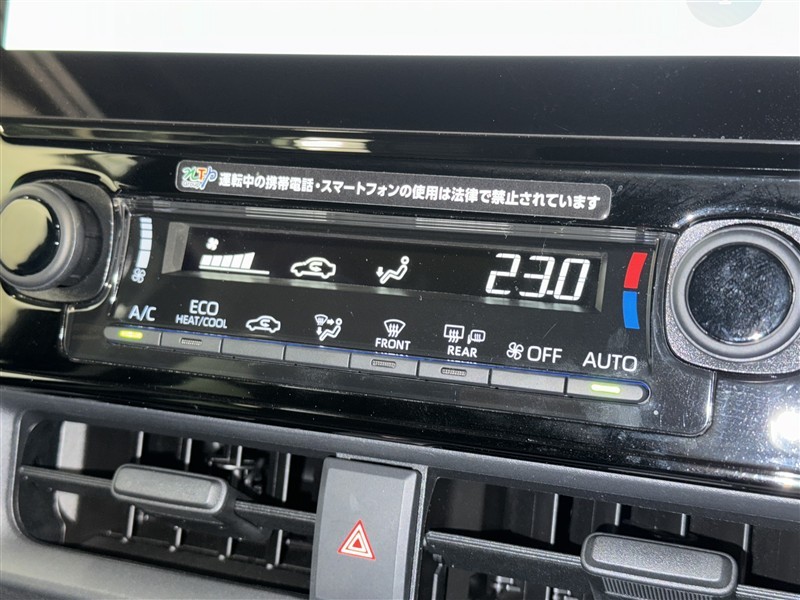 運転中の携帯電話・スマートフォンの使用は法律で禁止されています
23.0
A/C
ECO
HEAT/COOL
FRONT
REAR
OFF
AUTO